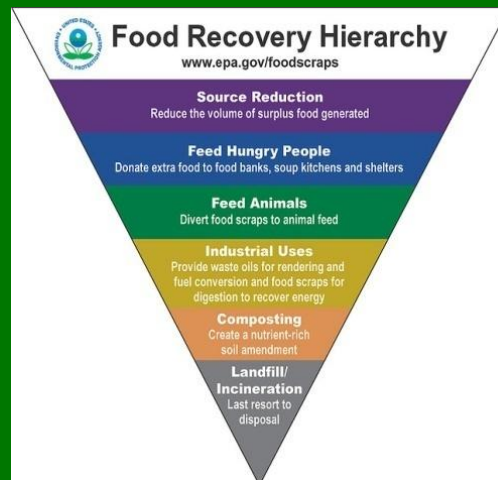 Food Recovery Hierarchy
www.epa.gov/foodscraps
Source Reduction
Reduce the volume of surplus food generated
Feed Hungry People
Donate extra food to food banks, soup kitchens and shelters
Feed Animals
Divert food scraps to animal feed
Industrial Uses
Provide waste oils for rendering and
fuel conversion and food scraps for
digestion to recover energy
Composting
Create a nutrient-rich
soil amendment
Landfill/
Incineration
Last resort to
disposal